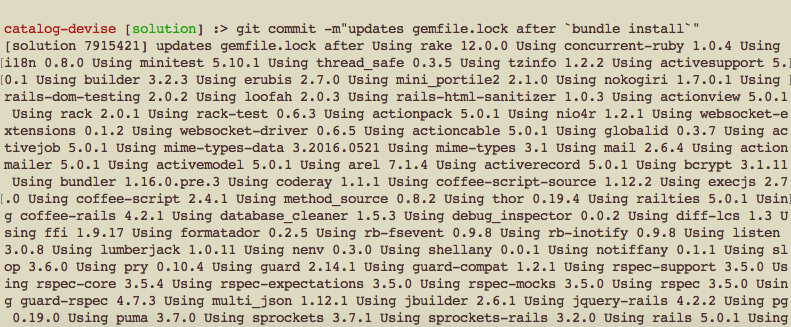 catalog-devise [solution] :> git commit -m"updates gemfile.lock after `bundle install`"
[solution 7915421] updates gemfile.lock after Using rake 12.0.0 Using concurrent-ruby 1.0.4 Using
[i18n 0.8.0 Using minitest 5.10.1 Using thread_safe 0.3.5 Using tzinfo 1.2.2 Using activesupport 5.]
[0.1 Using builder 3.2.3 Using erubis 2.7.0 Using mini_portile2 2.1.0 Using nokogiri 1.7.0.1 Using ]
rails-dom-testing 2.0.2 Using loofah 2.0.3 Using rails-html-sanitizer 1.0.3 Using actionview 5.0.1
Using rack 2.0.1 Using rack-test 0.6.3 Using actionpack 5.0.1 Using nio4r 1.2.1 Using websocket-e
xtensions 0.1.2 Using websocket-driver 0.6.5 Using actioncable 5.0.1 Using globalid 0.3.7 Using ac
tivejob 5.0.1 Using mime-types-data 3.2016.0521 Using mime-types 3.1 Using mail 2.6.4 Using action
mailer 5.0.1 Using activemodel 5.0.1 Using arel 7.1.4 Using activerecord 5.0.1 Using bcrypt 3.1.11
Using bundler 1.16.0.pre.3 Using coderay 1.1.1 Using coffee-script-source 1.12.2 Using execjs 2.7
[.0 Using coffee-script 2.4.1 Using method_source 0.8.2 Using thor 0.19.4 Using railties 5.0.1 Usin]
g coffee-rails 4.2.1 Using database_cleaner 1.5.3 Using debug_inspector 0.0.2 Using diff-lcs 1.3 U
sing ffi 1.9.17 Using formatador 0.2.5 Using rb-fsevent 0.9.8 Using rb-inotify 0.9.8 Using listen
3.0.8 Using lumberjack 1.0.11 Using nenv 0.3.0 Using shellany 0.0.1 Using notiffany 0.1.1 Using sl
op 3.6.0 Using pry 0.10.4 Using guard 2.14.1 Using guard-compat 1.2.1 Using rspec-support 3.5.0 Us
ing rspec-core 3.5.4 Using rspec-expectations 3.5.0 Using rspec-mocks 3.5.0 Using rspec 3.5.0 Usin
g guard-rspec 4.7.3 Using multi_json 1.12.1 Using jbuilder 2.6.1 Using jquery-rails 4.2.2 Using pg
0.19.0 Using puma 3.7.0 Using sprockets 3.7.1 Using sprockets-rails 3.2.0 Using rails 5.0.1 Using